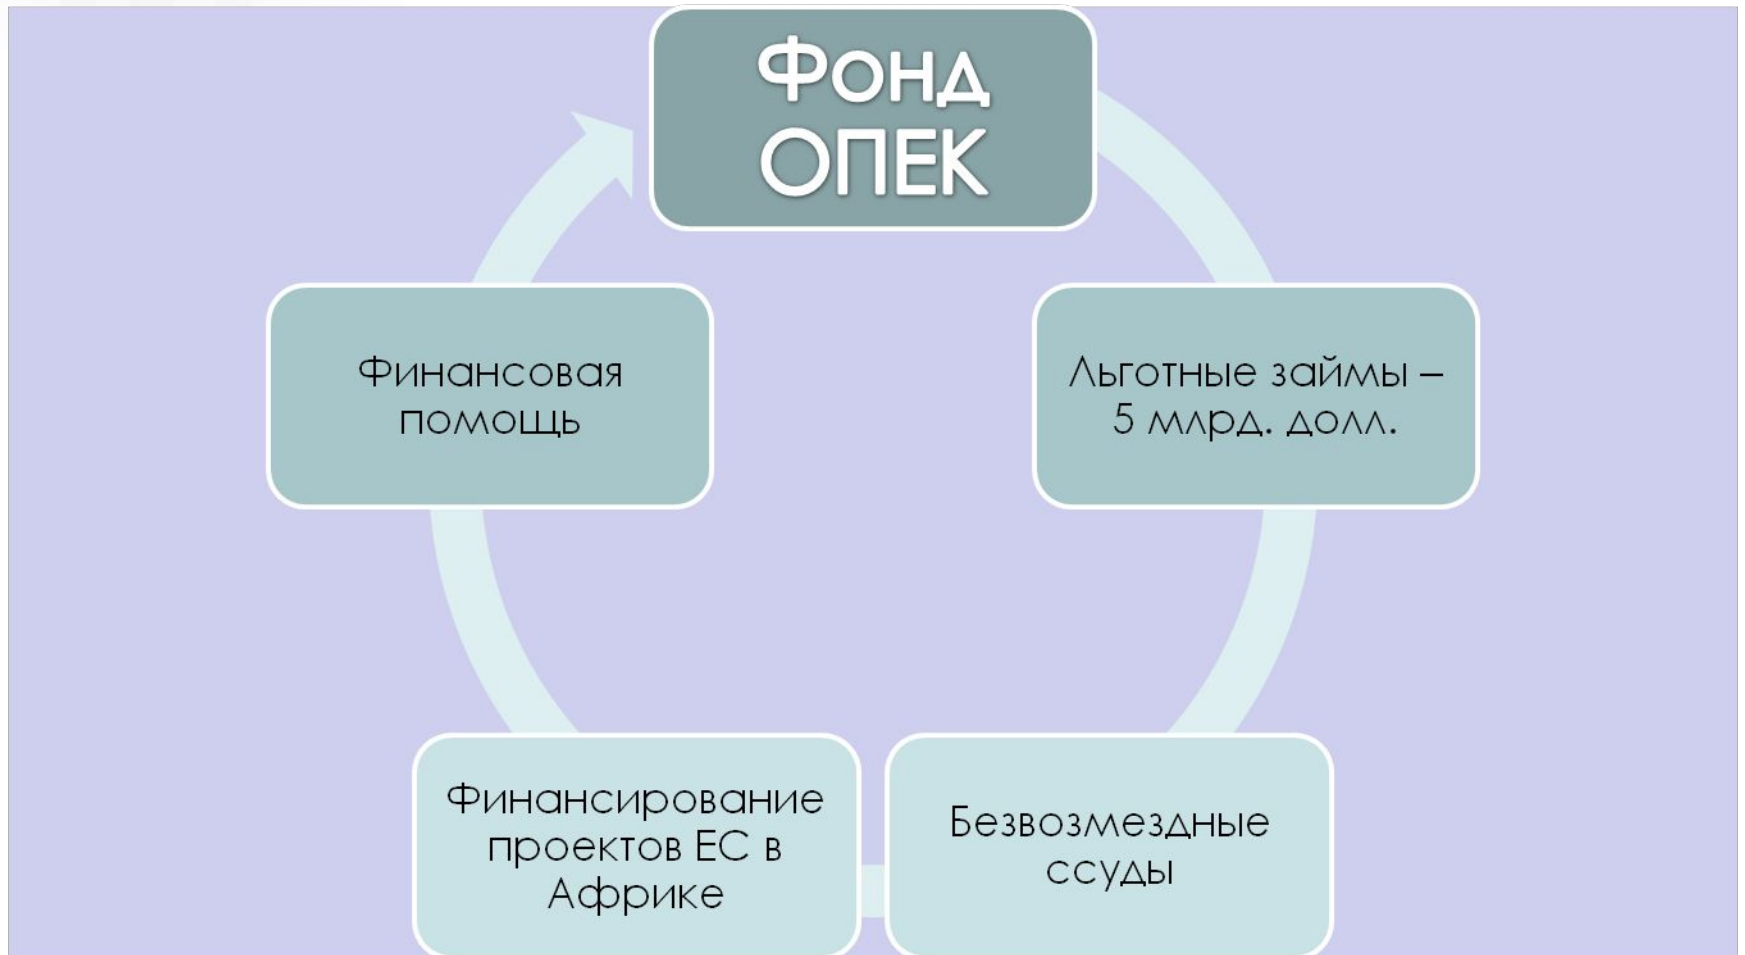 Фонд
ОПЕК
Льготные займы –
5 млрд. долл.
Безвозмездные
ссуды
Финансирование
проектов ЕС в
Африке
Финансовая
помощь